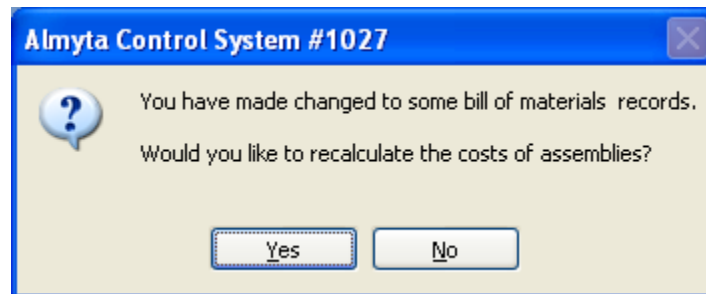 Almyta Control System #1027
You have made changed to some bill of materials records.
Would you like to recalculate the costs of assemblies?
Yes
No